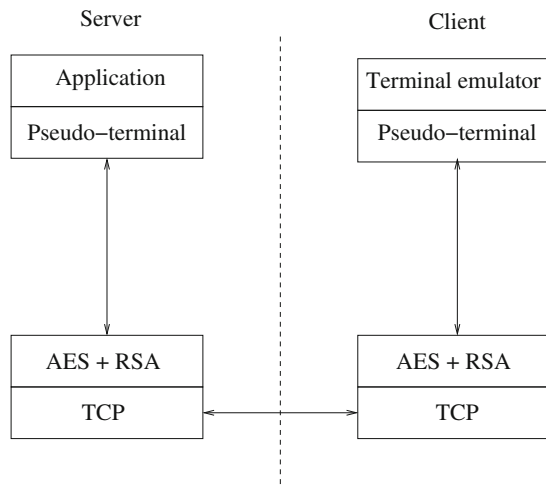 Server
Client
Application
Terminal emulator
Pseudo−terminal
Pseudo−terminal
AES + RSA
AES + RSA
TCP
TCP